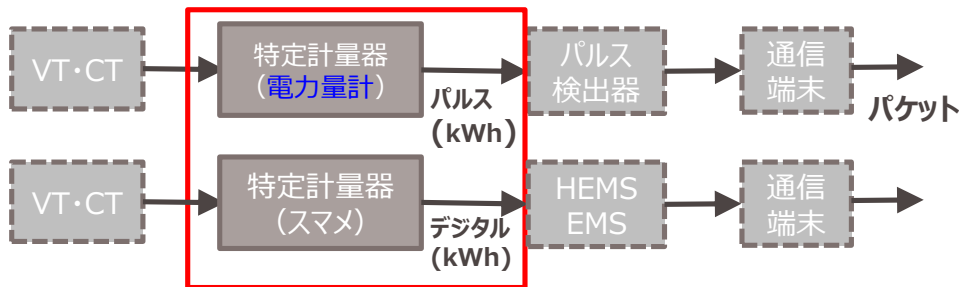 VT・CT
特定計量器
（電力量計）
パルス
(kWh)
パルス
検出器
通信
端末
パケット
VT・CT
特定計量器
（スマメ）
デジタル
(kWh)
HEMS
EMS
通信
端末